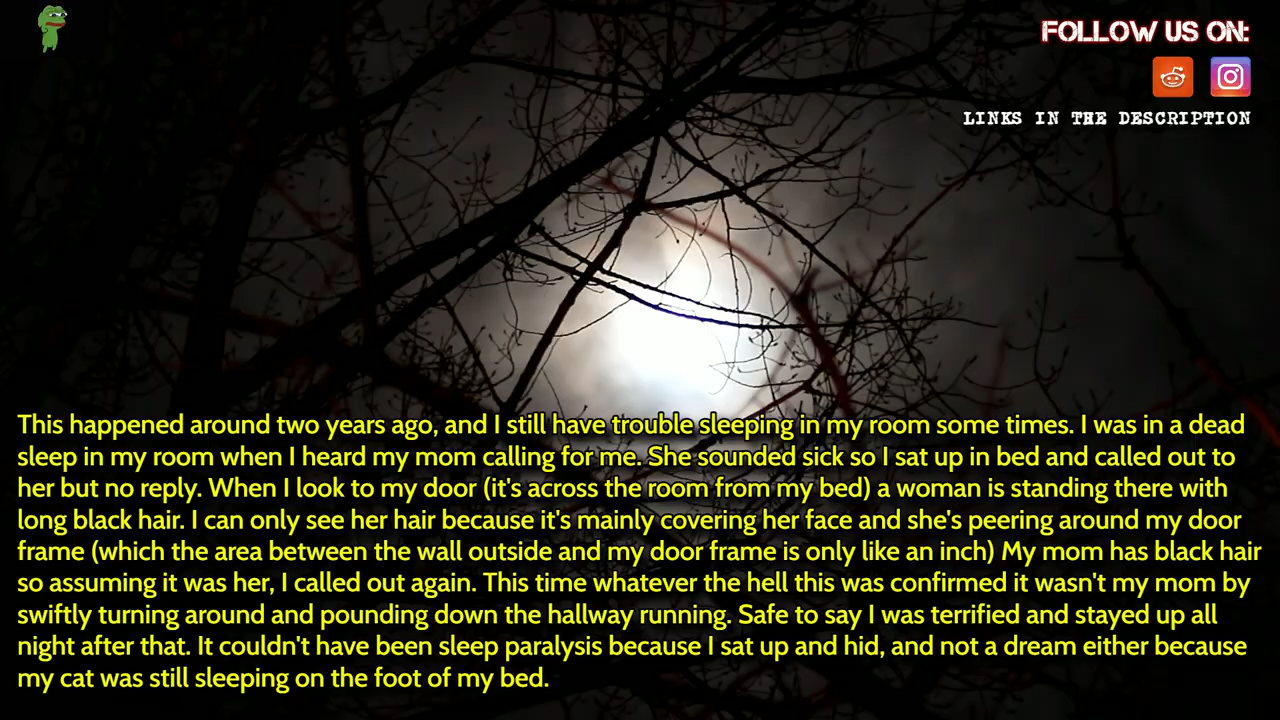 FOLLOW US ON:
LINKS IN THE DESCRIPTION
This happened around two years ago, and I still have trouble sleeping in my room some times. I was in a dead
sleep in my room when I heard my mom calling for me. She sounded sick so I sat up in bed and called out to
her but no reply. When I look to my door (it's across the room from my bed) a woman is standing there with
long black hair. I can only see her hair because it's mainly covering her face and she's peering around my door
frame (which the area between the wall outside and my door frame is only like an inch) My mom has black hair
so assuming it was her, I called out again. This time whatever the hell this was confirmed it wasn't my mom by
swiftly turning around and pounding down the hallway running. Safe to say I was terrified and stayed up all
night after that. It couldn't have been sleep paralysis because I sat up and hid, and not a dream either because
my cat was still sleeping on the foot of my bed.